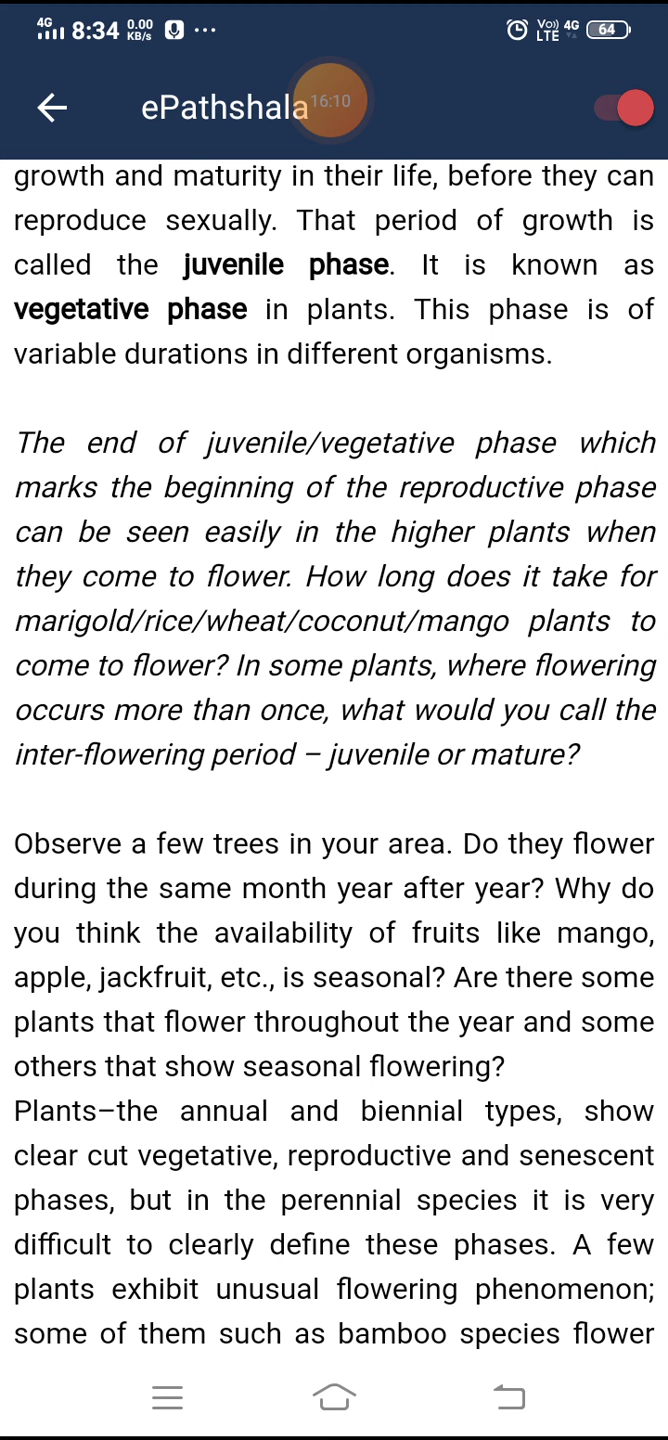 4G 8:34 0.00 KB/s ... Vo)) LTE 4G 64
ePathshala 16:10
growth and maturity in their life, before they can
reproduce sexually. That period of growth is
called the juvenile phase. It is known as
vegetative phase in plants. This phase is of
variable durations in different organisms.
The end of juvenile/vegetative phase which
marks the beginning of the reproductive phase
can be seen easily in the higher plants when
they come to flower. How long does it take for
marigold/rice/wheat/coconut/mango plants to
come to flower? In some plants, where flowering
occurs more than once, what would you call the
inter-flowering period – juvenile or mature?
Observe a few trees in your area. Do they flower
during the same month year after year? Why do
you think the availability of fruits like mango,
apple, jackfruit, etc., is seasonal? Are there some
plants that flower throughout the year and some
others that show seasonal flowering?
Plants–the annual and biennial types, show
clear cut vegetative, reproductive and senescent
phases, but in the perennial species it is very
difficult to clearly define these phases. A few
plants exhibit unusual flowering phenomenon;
some of them such as bamboo species flower